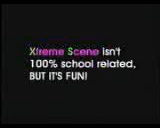 Xtreme Scene isn't
100% school related,
BUT IT'S FUN!